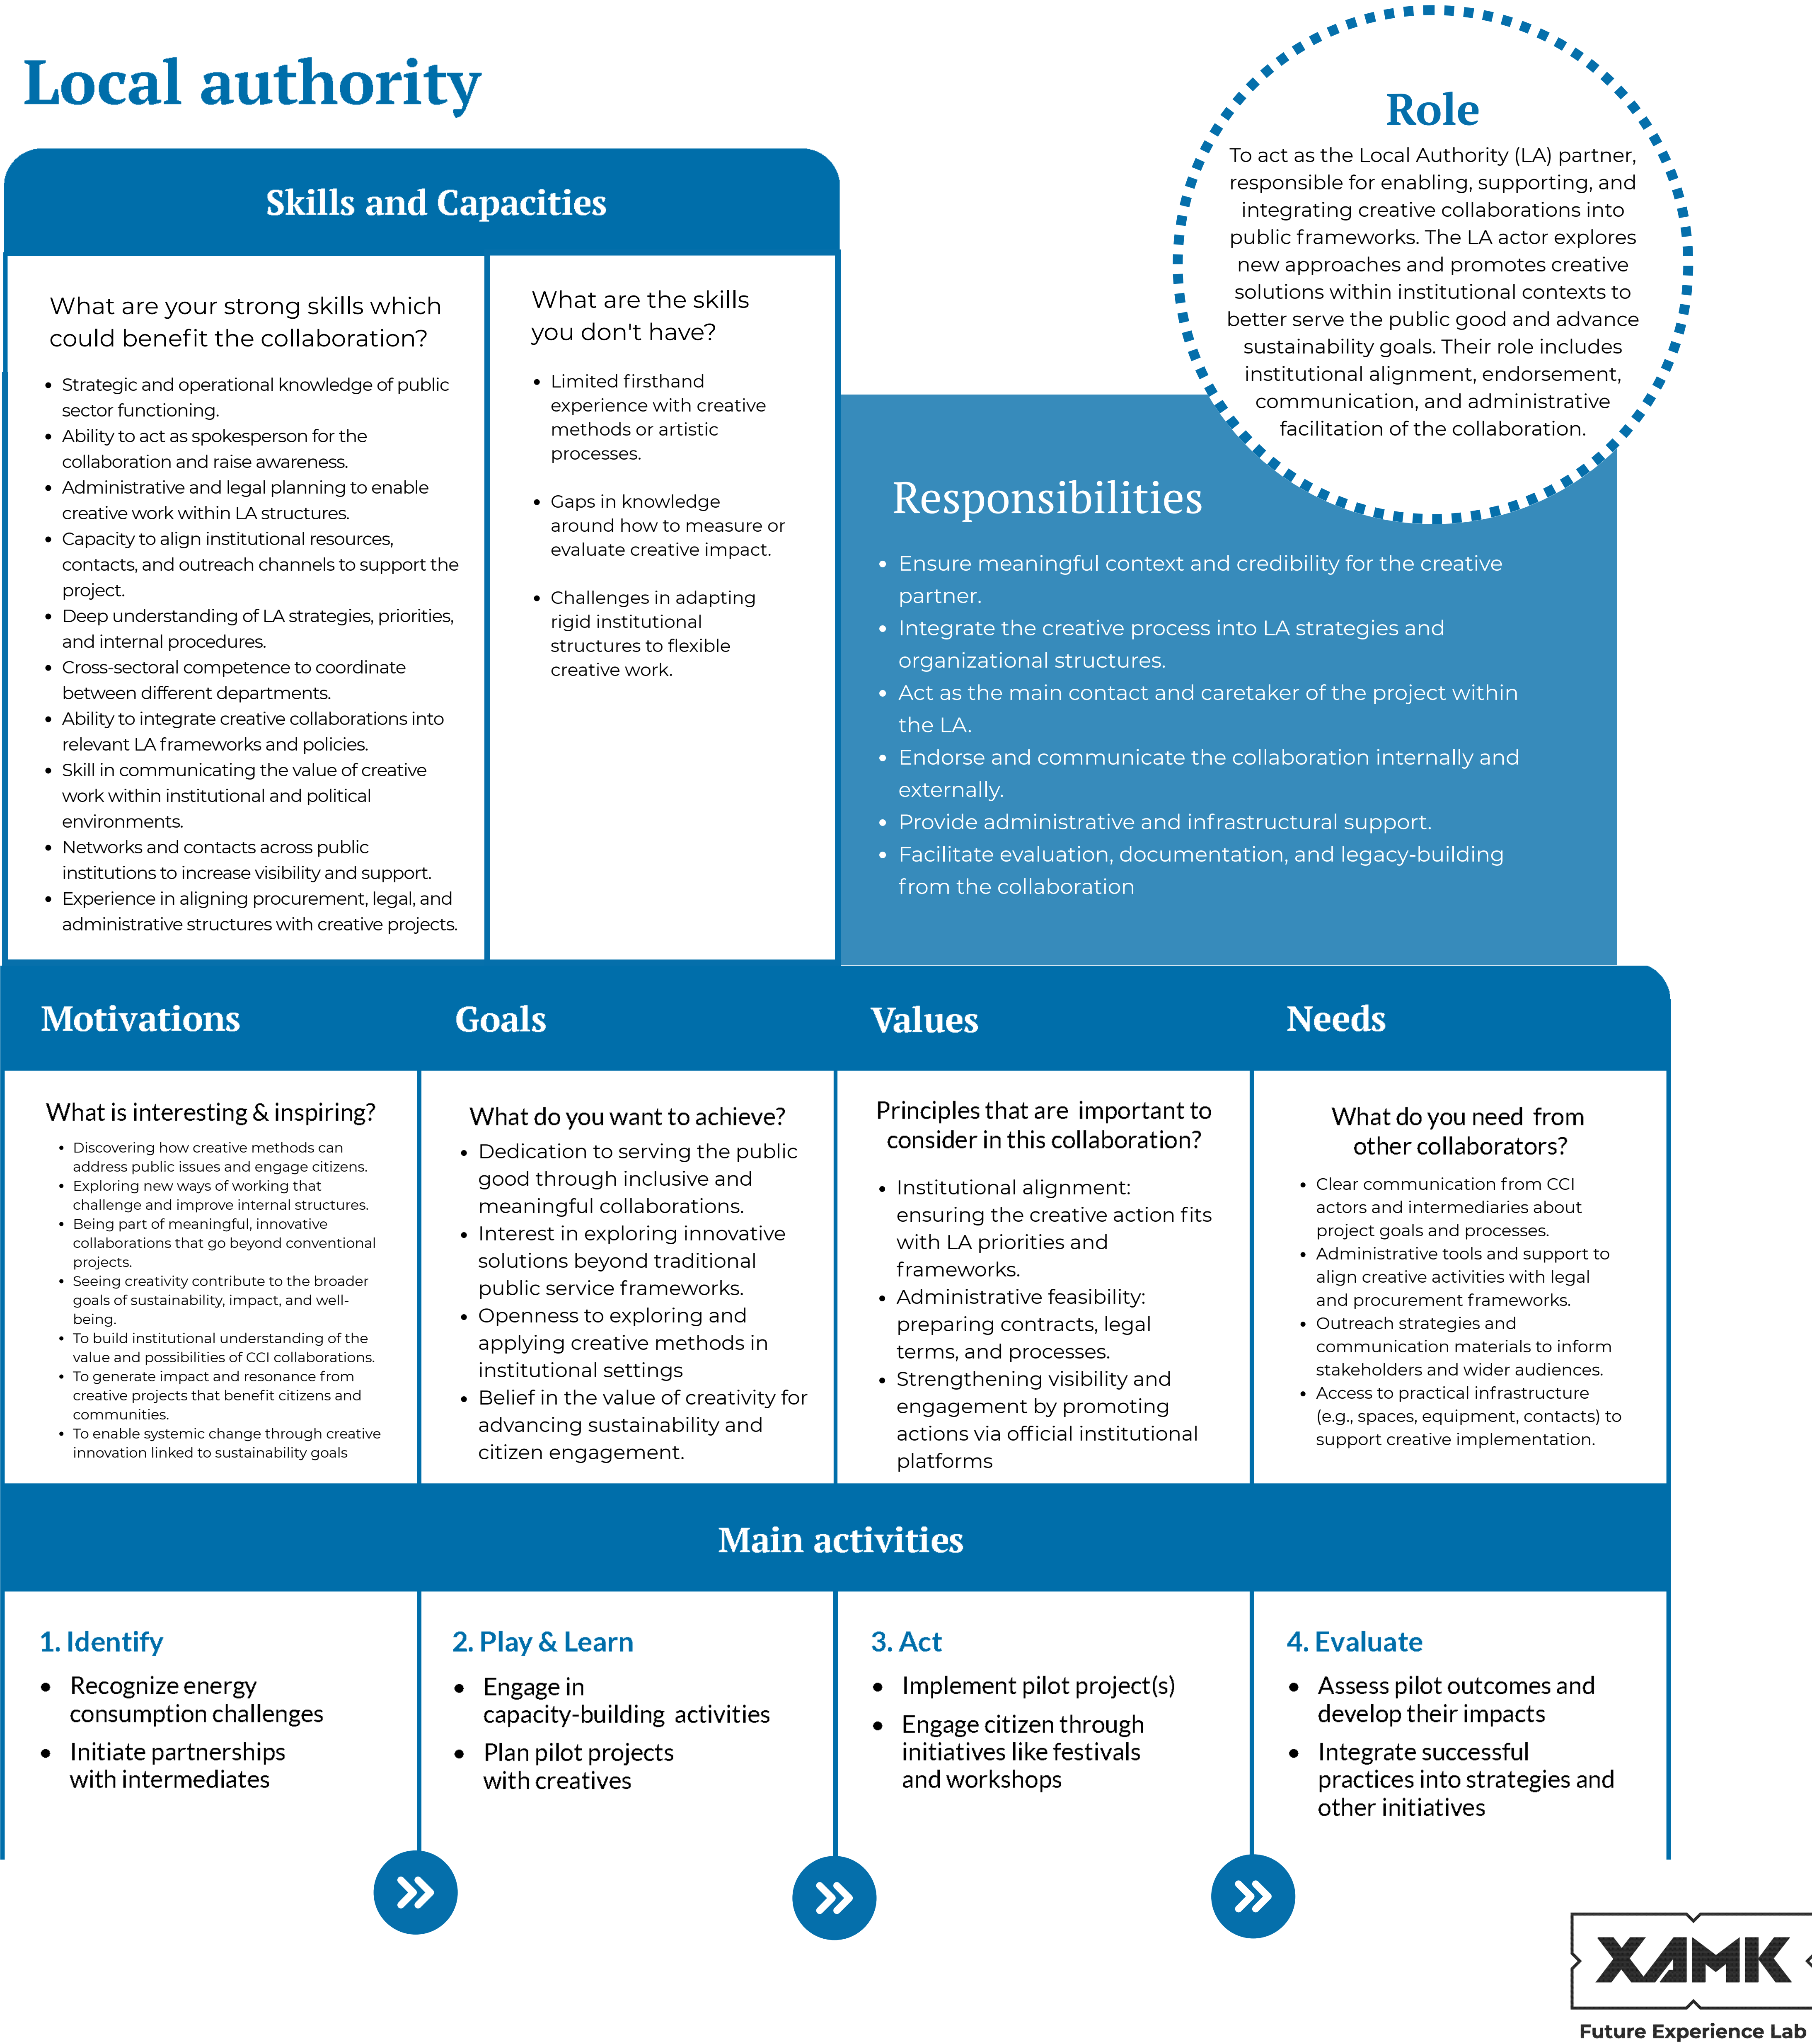 Local authority
Role
To act as the Local Authority (LA) partner,
responsible for enabling, supporting, and
integrating creative collaborations into
public frameworks. The LA actor explores
new approaches and promotes creative
solutions within institutional contexts to
better serve the public good and advance
sustainability goals. Their role includes
institutional alignment, endorsement,
communication, and administrative
facilitation of the collaboration.
Skills and Capacities
What are your strong skills which
could benefit the collaboration?
• Strategic and operational knowledge of public
sector functioning.
• Ability to act as spokesperson for the
collaboration and raise awareness.
• Administrative and legal planning to enable
creative work within LA structures.
• Capacity to align institutional resources,
contacts, and outreach channels to support the
project.
• Deep understanding of LA strategies, priorities,
and internal procedures.
• Cross-sectoral competence to coordinate
between different departments.
• Ability to integrate creative collaborations into
relevant LA frameworks and policies.
• Skill in communicating the value of creative
work within institutional and political
environments.
• Networks and contacts across public
institutions to increase visibility and support.
• Experience in aligning procurement, legal, and
administrative structures with creative projects.
What are the skills
you don't have?
• Limited firsthand
experience with creative
methods or artistic
processes.
• Gaps in knowledge
around how to measure or
evaluate creative impact.
• Challenges in adapting
rigid institutional
structures to flexible
creative work.
Responsibilities
• Ensure meaningful context and credibility for the creative
partner.
• Integrate the creative process into LA strategies and
organizational structures.
• Act as the main contact and caretaker of the project within
the LA.
• Endorse and communicate the collaboration internally and
externally.
• Provide administrative and infrastructural support.
• Facilitate evaluation, documentation, and legacy-building
from the collaboration
Motivations
What is interesting & inspiring?
• Discovering how creative methods can
address public issues and engage citizens.
• Exploring new ways of working that
challenge and improve internal structures.
• Being part of meaningful, innovative
collaborations that go beyond conventional
projects.
• Seeing creativity contribute to the broader
goals of sustainability, impact, and well-
being.
• To build institutional understanding of the
value and possibilities of CCI collaborations.
• To generate impact and resonance from
creative projects that benefit citizens and
communities.
• To enable systemic change through creative
innovation linked to sustainability goals
Goals
What do you want to achieve?
• Dedication to serving the public
good through inclusive and
meaningful collaborations.
• Interest in exploring innovative
solutions beyond traditional
public service frameworks.
• Openness to exploring and
applying creative methods in
institutional settings
• Belief in the value of creativity for
advancing sustainability and
citizen engagement.
Values
Principles that are important to
consider in this collaboration?
• Institutional alignment:
ensuring the creative action fits
with LA priorities and
frameworks.
• Administrative feasibility:
preparing contracts, legal
terms, and processes.
• Strengthening visibility and
engagement by promoting
actions via official institutional
platforms
Needs
What do you need from
other collaborators?
• Clear communication from CCI
actors and intermediaries about
project goals and processes.
• Administrative tools and support to
align creative activities with legal
and procurement frameworks.
• Outreach strategies and
communication materials to inform
stakeholders and wider audiences.
• Access to practical infrastructure
(e.g., spaces, equipment, contacts) to
support creative implementation.
Main activities
1. Identify
• Recognize energy
consumption challenges
• Initiate partnerships
with intermediates
2. Play & Learn
• Engage in
capacity-building activities
• Plan pilot projects
with creatives
3. Act
• Implement pilot project(s)
• Engage citizen through
initiatives like festivals
and workshops
4. Evaluate
• Assess pilot outcomes and
develop their impacts
• Integrate successful
practices into strategies and
other initiatives
XAMK
Future Experience Lab